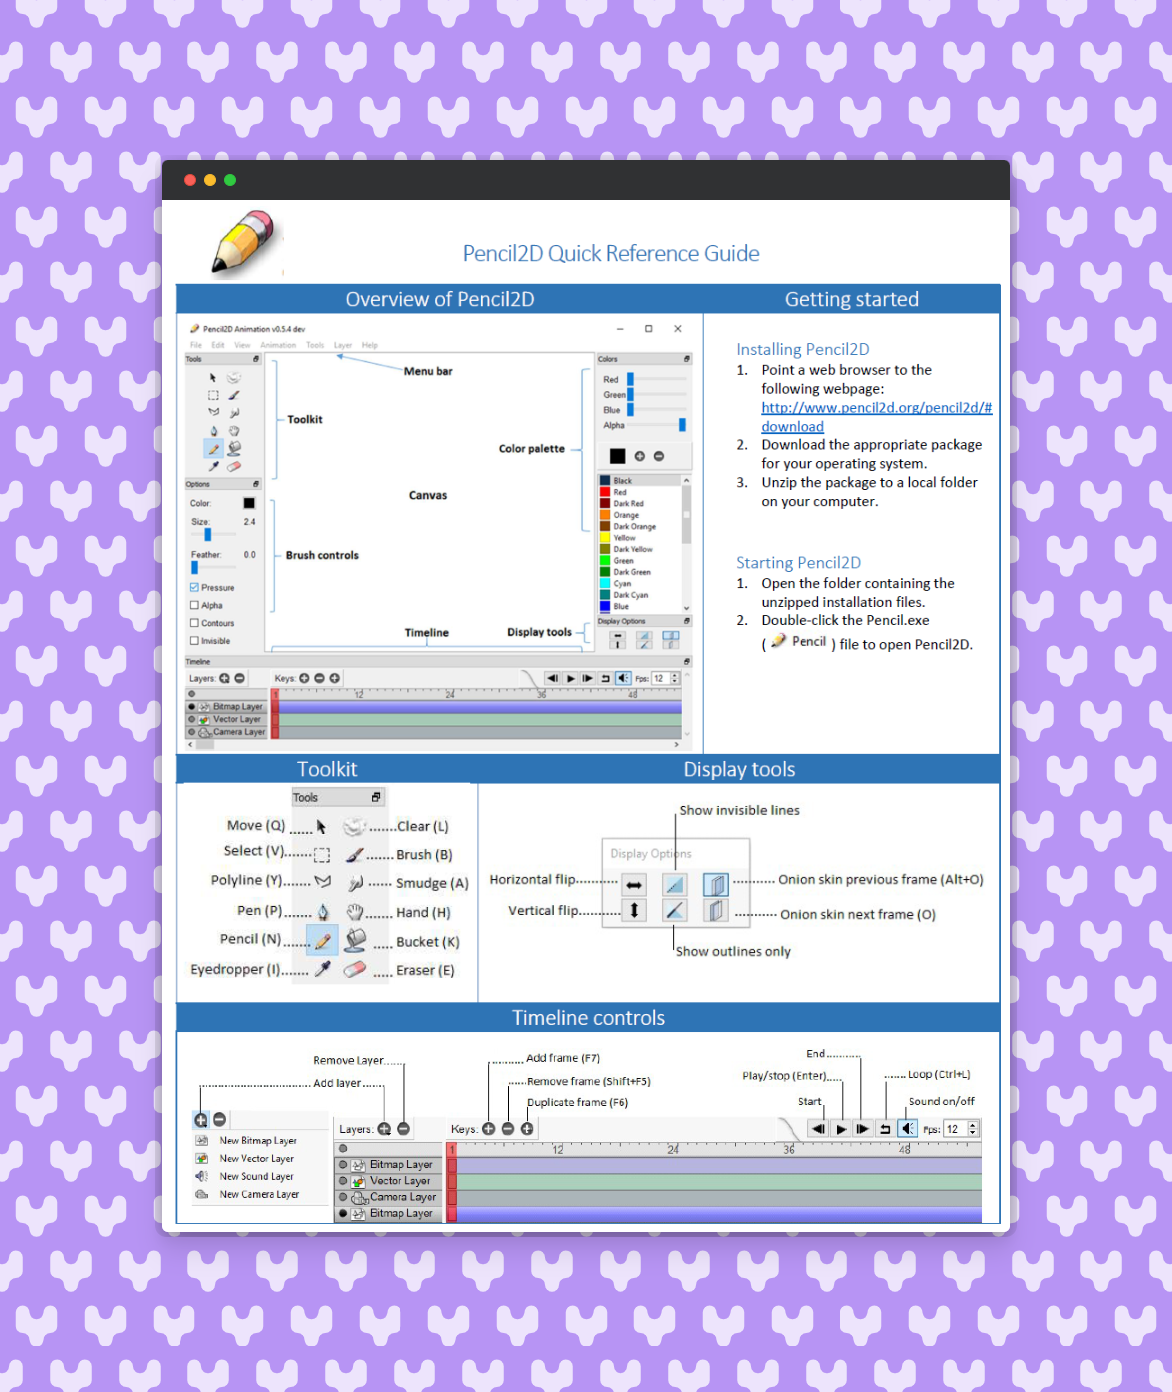 Pencil2D Quick Reference Guide
Overview of Pencil2D
Getting started
Pencil2D Animation v0.5.4 dev
File Edit View Animation Tools Layer Help
Tools
Colors
Menu bar
Red
Green
Blue
Alpha
Toolkit
Color palette
Options
Color:
Size: 2.4
Feather: 0.0
Pressure
Alpha
Contours
Invisible
Canvas
Brush controls
Black
Red
Dark Red
Orange
Dark Orange
Yellow
Dark Yellow
Green
Dark Green
Cyan
Dark Cyan
Blue
Display Options
Timeline
Display tools
Timeline
Layers:
Keys:
Fps: 12
1 12 24 36 48
Bitmap Layer
Vector Layer
Camera Layer
Installing Pencil2D
1. Point a web browser to the
following webpage:
http://www.pencil2d.org/pencil2d/#
download
2. Download the appropriate package
for your operating system.
3. Unzip the package to a local folder
on your computer.
Starting Pencil2D
1. Open the folder containing the
unzipped installation files.
2. Double-click the Pencil.exe
( Pencil ) file to open Pencil2D.
Toolkit
Display tools
Tools
Move (Q)
Clear (L)
Select (V)
Brush (B)
Polyline (Y)
Smudge (A)
Pen (P)
Hand (H)
Pencil (N)
Bucket (K)
Eyedropper (I)
Eraser (E)
Show invisible lines
Display Options
Horizontal flip
Onion skin previous frame (Alt+O)
Vertical flip
Onion skin next frame (O)
Show outlines only
Timeline controls
Remove Layer
Add layer
Add frame (F7)
Remove frame (Shift+F5)
Duplicate frame (F6)
End
Play/stop (Enter)
Loop (Ctrl+L)
Start
Sound on/off
New Bitmap Layer
New Vector Layer
New Sound Layer
New Camera Layer
Layers:
Keys:
Fps: 12
1 12 24 36 48
Bitmap Layer
Vector Layer
Camera Layer
Bitmap Layer